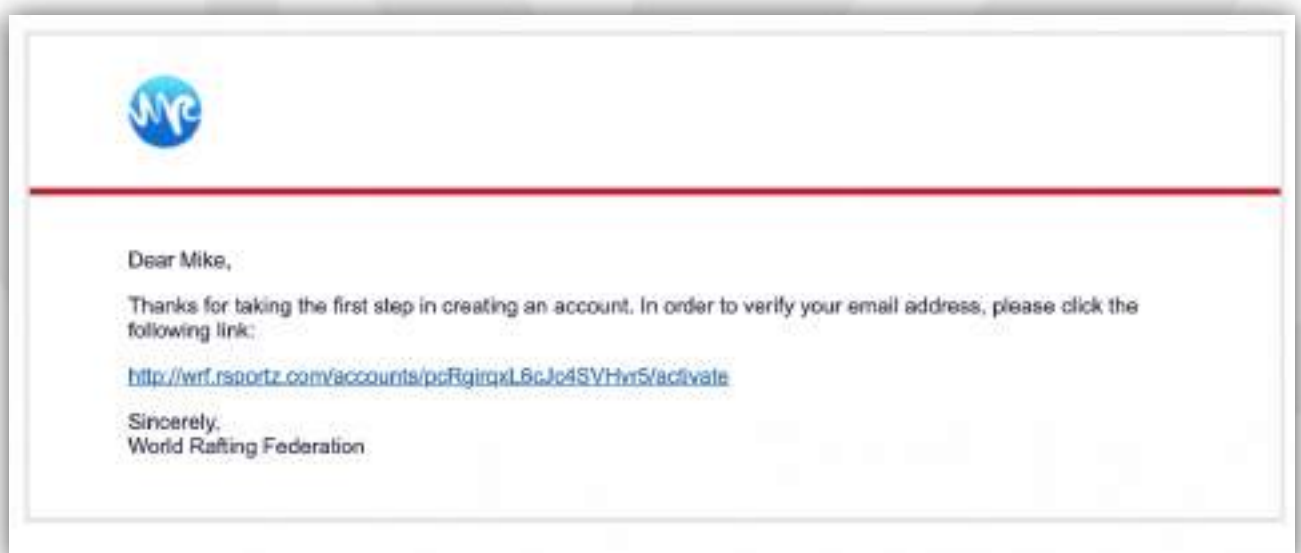 Dear Mike,
Thanks for taking the first step in creating an account. In order to verify your email address, please click the
following link:
http://wrf.rsportz.com/accounts/pcRgirqxL6cJc4SVHvr5/activate
Sincerely,
World Rafting Federation